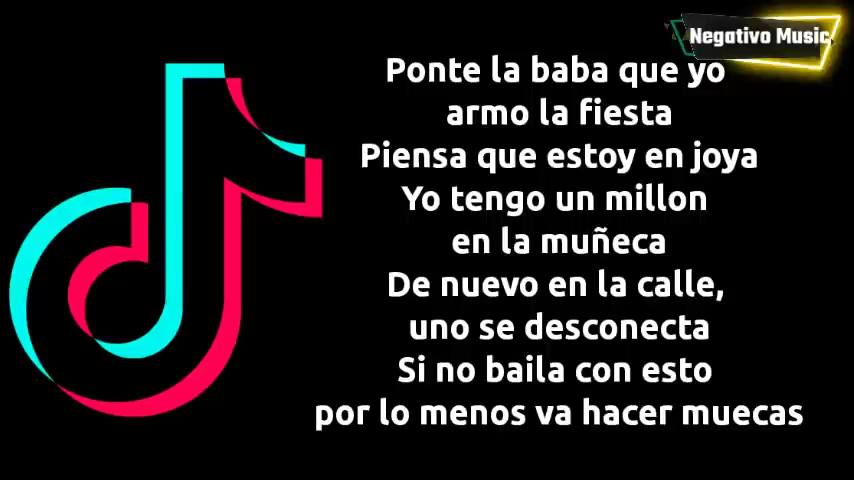 Negativo Music
Ponte la baba que yo
armo la fiesta
Piensa que estoy en joya
Yo tengo un millon
en la muñeca
De nuevo en la calle,
uno se desconecta
Si no baila con esto
por lo menos va hacer muecas